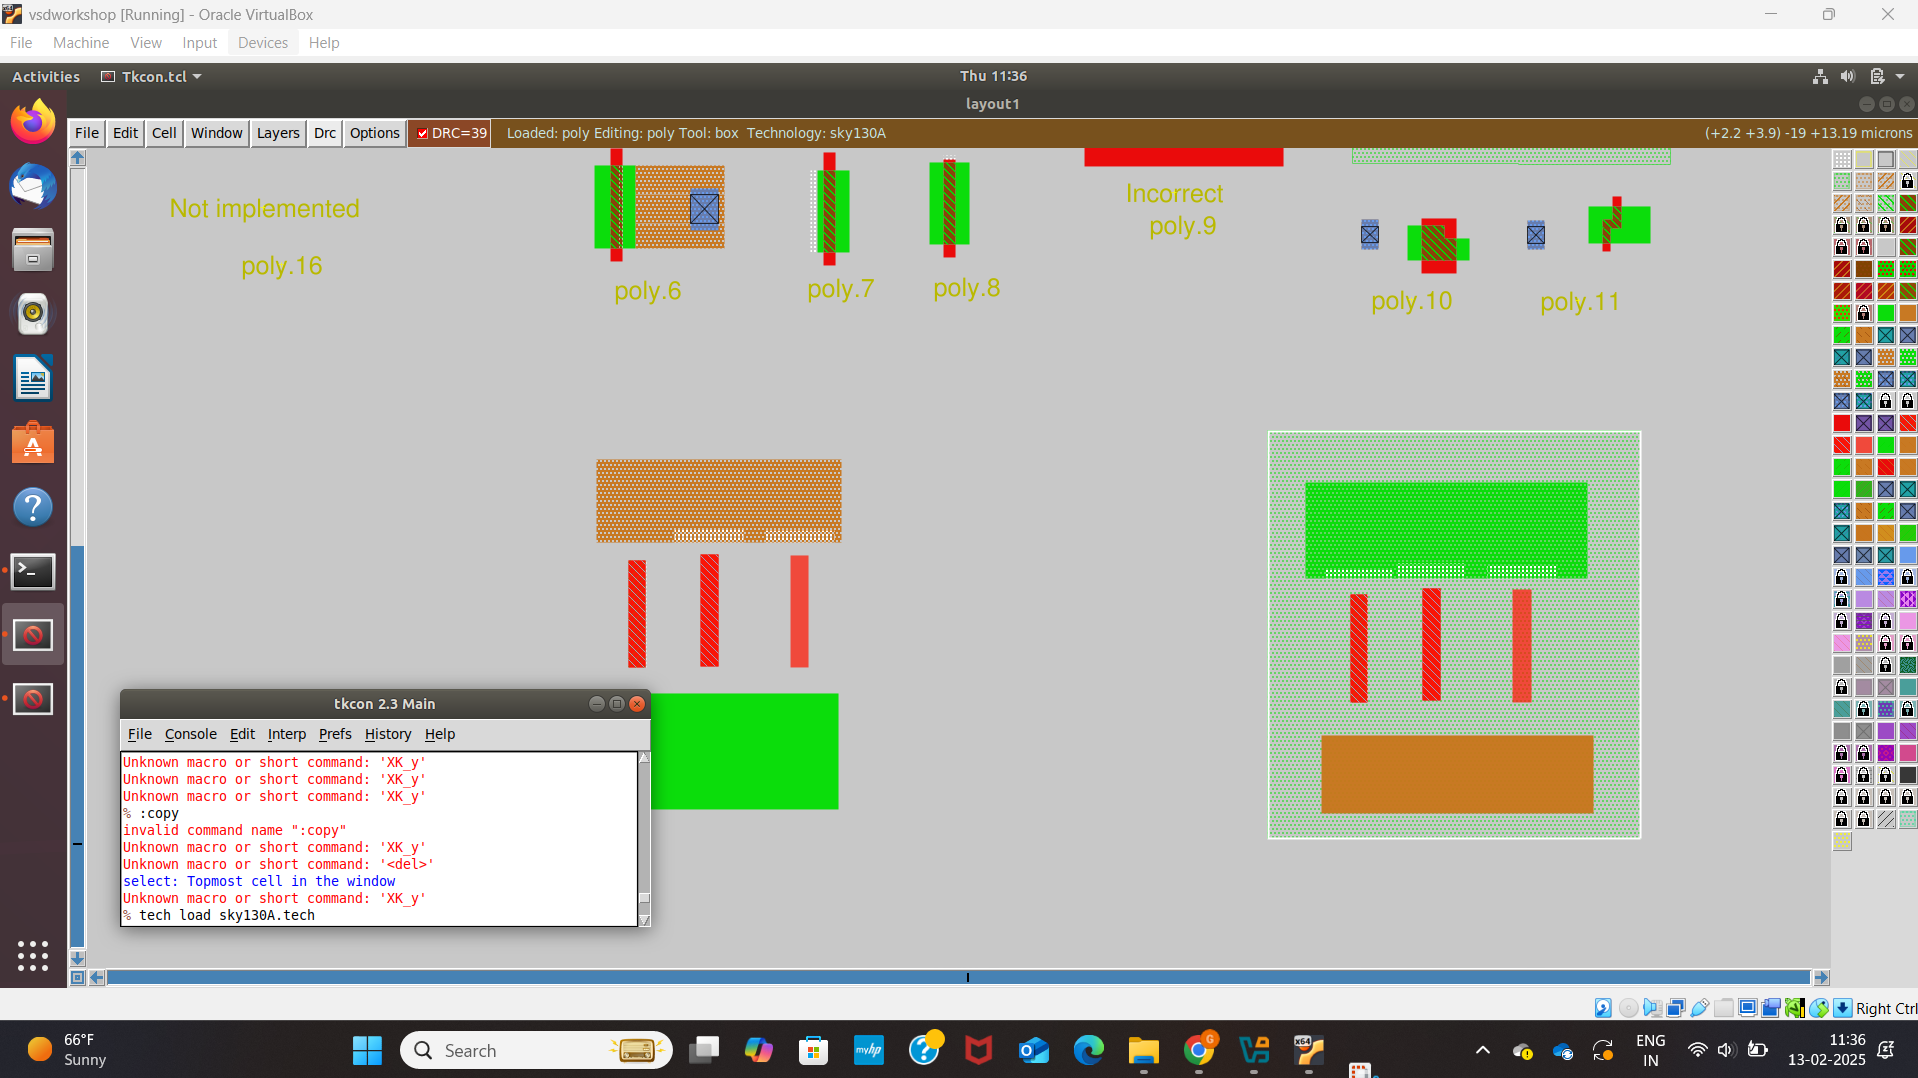 vsdworkshop [Running] - Oracle VirtualBox
File Machine View Input Devices Help
Activities Tkcon.tcl Thu 11:36
layout1
File Edit Cell Window Layers Drc Options DRC=39 Loaded: poly Editing: poly Tool: box Technology: sky130A (+2.2 +3.9) -19 +13.19 microns
Not implemented
poly.16
poly.6
poly.7
poly.8
Incorrect
poly.9
poly.10
poly.11
tkcon 2.3 Main
File Console Edit Interp Prefs History Help
Unknown macro or short command: 'XK_y'
Unknown macro or short command: 'XK_y'
Unknown macro or short command: 'XK_y'
% :copy
invalid command name ":copy"
Unknown macro or short command: 'XK_y'
Unknown macro or short command: '<del>'
select: Topmost cell in the window
Unknown macro or short command: 'XK_y'
% tech load sky130A.tech
Right Ctrl
66°F
Sunny
Search
myhp
G
x64
ENG
IN
11:36
13-02-2025